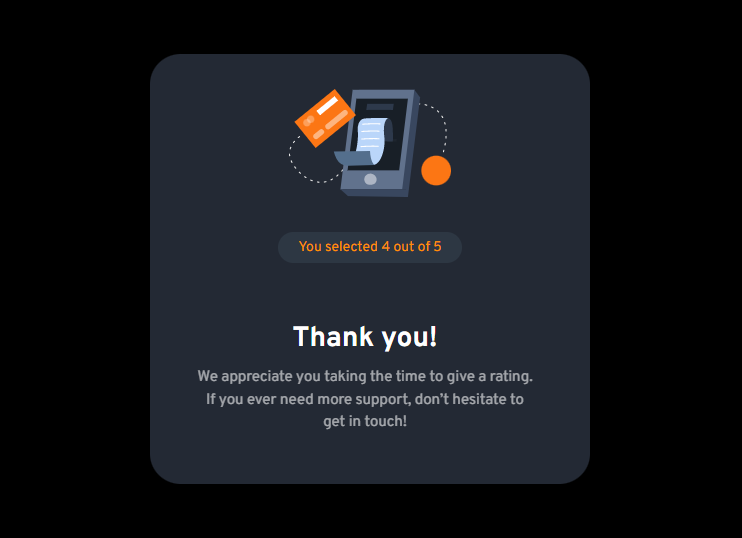 You selected 4 out of 5
Thank you!
We appreciate you taking the time to give a rating.
If you ever need more support, don’t hesitate to
get in touch!